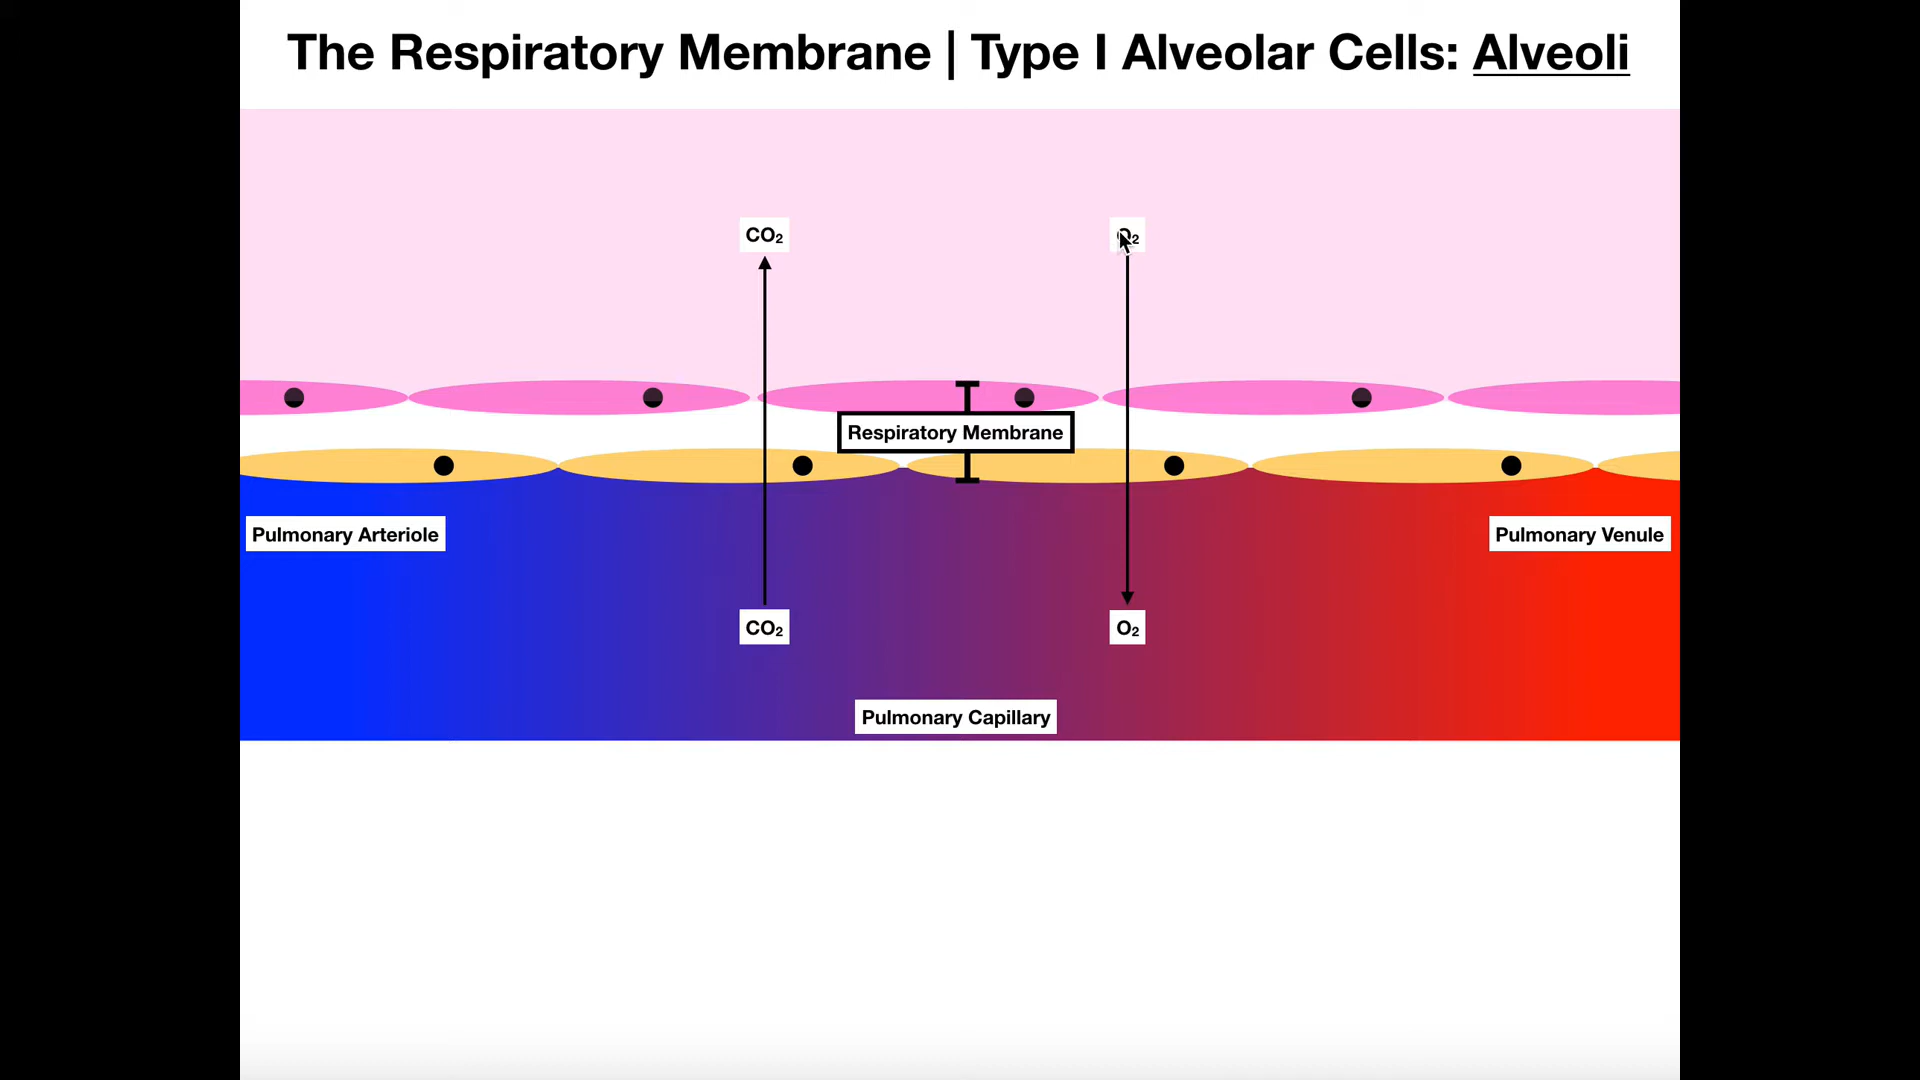 The Respiratory Membrane | Type I Alveolar Cells: Alveoli
CO₂
O₂
Respiratory Membrane
Pulmonary Arteriole
Pulmonary Venule
CO₂
O₂
Pulmonary Capillary